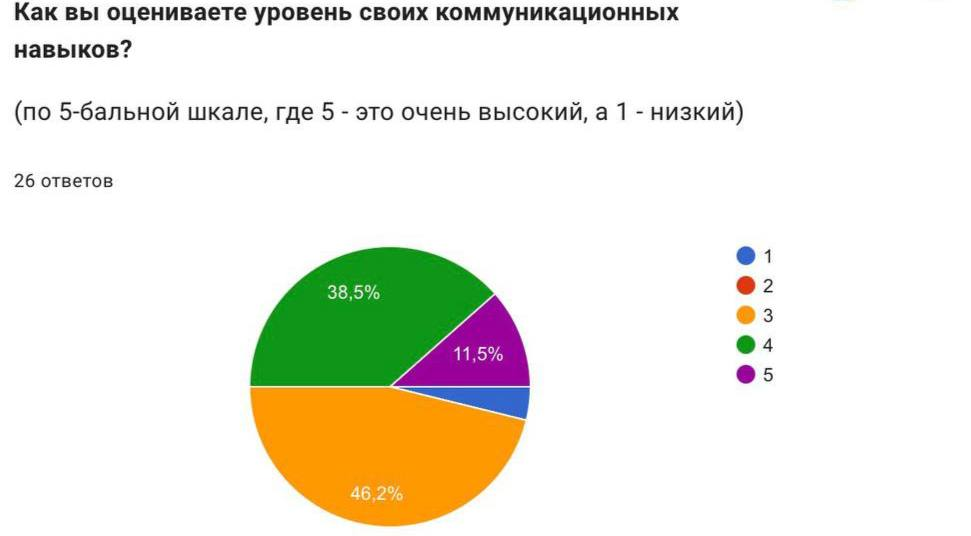 Как вы оцениваете уровень своих коммуникационных
навыков?
(по 5-бальной шкале, где 5 - это очень высокий, а 1 - низкий)
26 ответов
38,5%
11,5%
46,2%
1
2
3
4
5